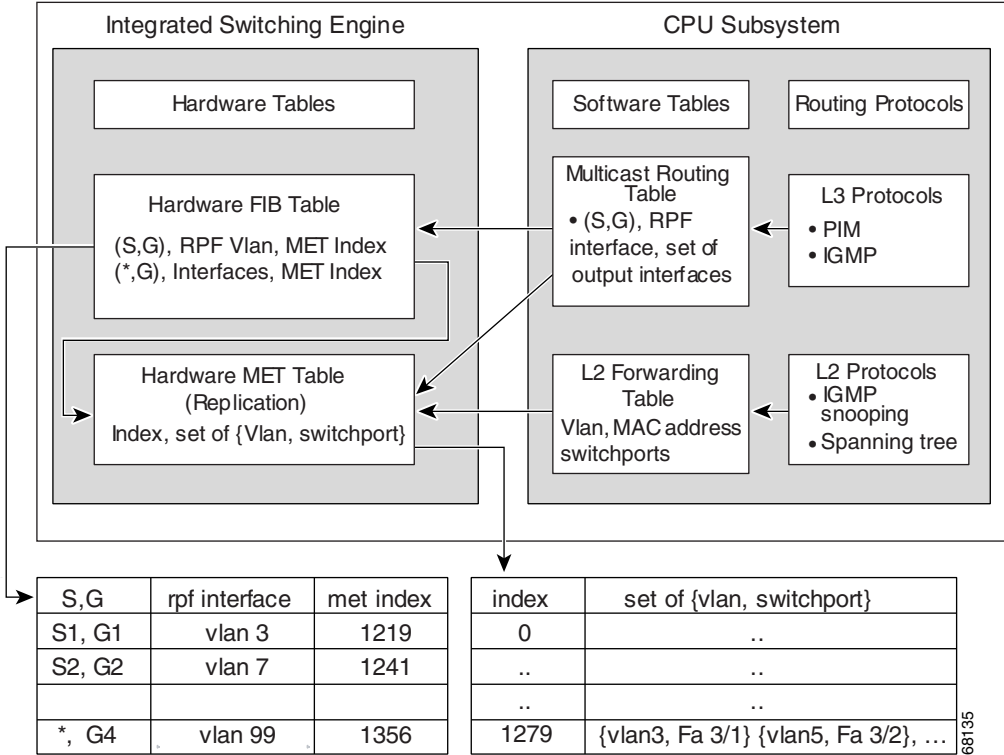 Integrated Switching Engine
CPU Subsystem
Hardware Tables
Software Tables
Routing Protocols
Hardware FIB Table
(S,G), RPF Vlan, MET Index
(*,G), Interfaces, MET Index
Multicast Routing
Table
• (S,G), RPF
interface, set of
output interfaces
L3 Protocols
• PIM
• IGMP
Hardware MET Table
(Replication)
Index, set of {Vlan, switchport}
L2 Forwarding
Table
Vlan, MAC address
switchports
L2 Protocols
• IGMP
snooping
• Spanning tree
S,G rpf interface met index
S1, G1 vlan 3 1219
S2, G2 vlan 7 1241
*, G4 vlan 99 1356
index set of {vlan, switchport}
0 ..
.. ..
.. ..
1279 {vlan3, Fa 3/1} {vlan5, Fa 3/2}, ...
68135